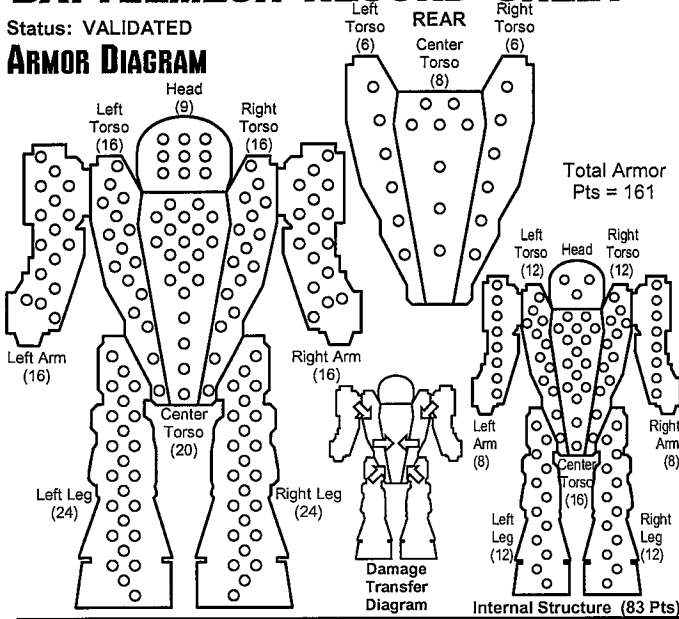 Status: VALIDATED
ARMOR DIAGRAM
Head
(9)
Left
Torso
(16)
Right
Torso
(16)
Left Arm
(16)
Right Arm
(16)
Center
Torso
(20)
Left Leg
(24)
Right Leg
(24)
REAR
Left
Torso
(6)
Center
Torso
(8)
Right
Torso
(6)
Total Armor
Pts = 161
Left
Torso
(12)
Head
Right
Torso
(12)
Left
Arm
(8)
Right
Arm
(8)
Center
Torso
(16)
Left
Leg
(12)
Right
Leg
(12)
Damage
Transfer
Diagram
Internal Structure (83 Pts)